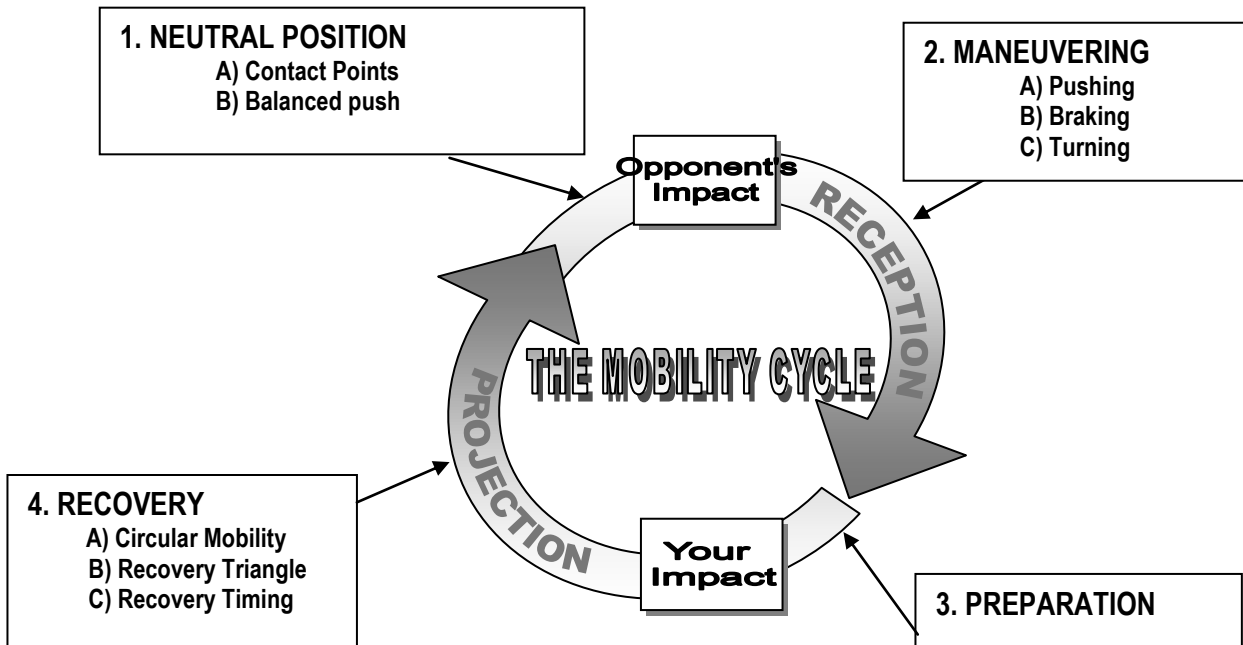 1. NEUTRAL POSITION
A) Contact Points
B) Balanced push
2. MANEUVERING
A) Pushing
B) Braking
C) Turning
Opponent's
Impact
RECEPTION
THE MOBILITY CYCLE
PROJECTION
4. RECOVERY
A) Circular Mobility
B) Recovery Triangle
C) Recovery Timing
Your
Impact
3. PREPARATION